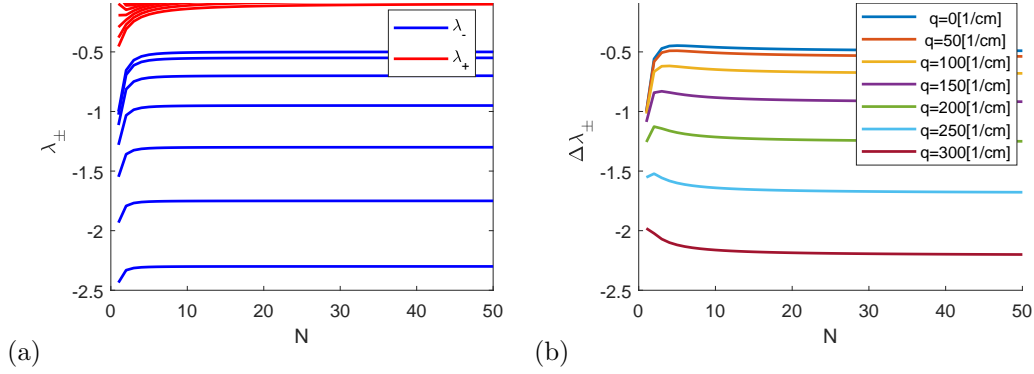 -0.5
-1
-1.5
-2
-2.5
0
10
20
30
40
50
N
λ±
λ-
λ+
(a)
-0.5
-1
-1.5
-2
-2.5
0
10
20
30
40
50
N
Δλ±
q=0[1/cm]
q=50[1/cm]
q=100[1/cm]
q=150[1/cm]
q=200[1/cm]
q=250[1/cm]
q=300[1/cm]
(b)